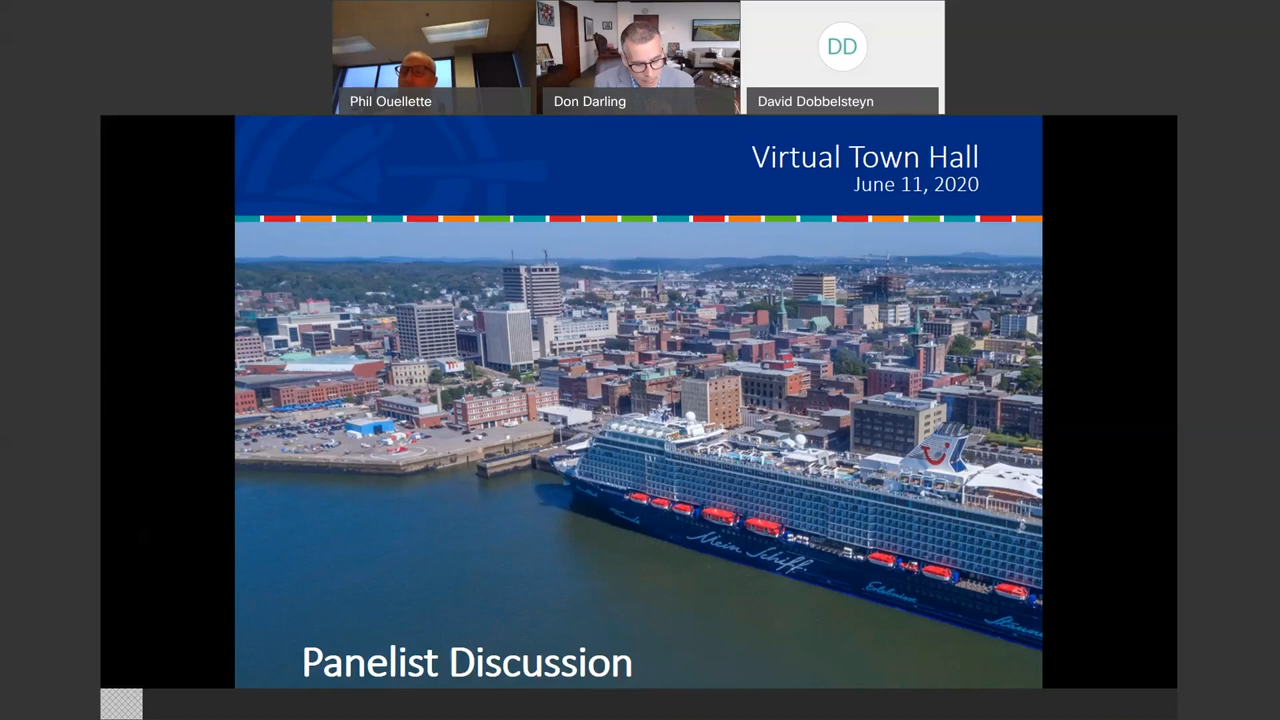 Phil Ouellette
Don Darling
DD
David Dobbelsteyn
Virtual Town Hall
June 11, 2020
Mein Schiff
Panelist Discussion